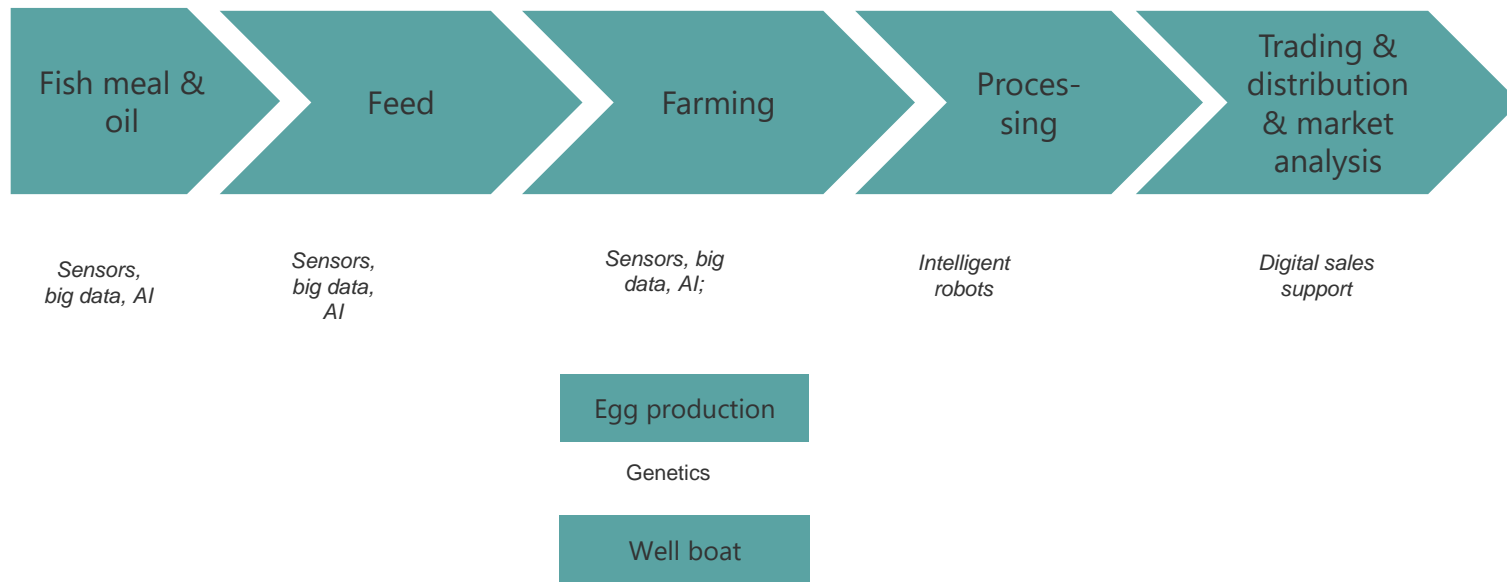 Fish meal &
oil
Feed
Farming
Proces-
sing
Trading &
distribution
& market
analysis
Sensors,
big data, AI
Sensors,
big data,
AI
Sensors, big
data, AI;
Intelligent
robots
Digital sales
support
Egg production
Genetics
Well boat